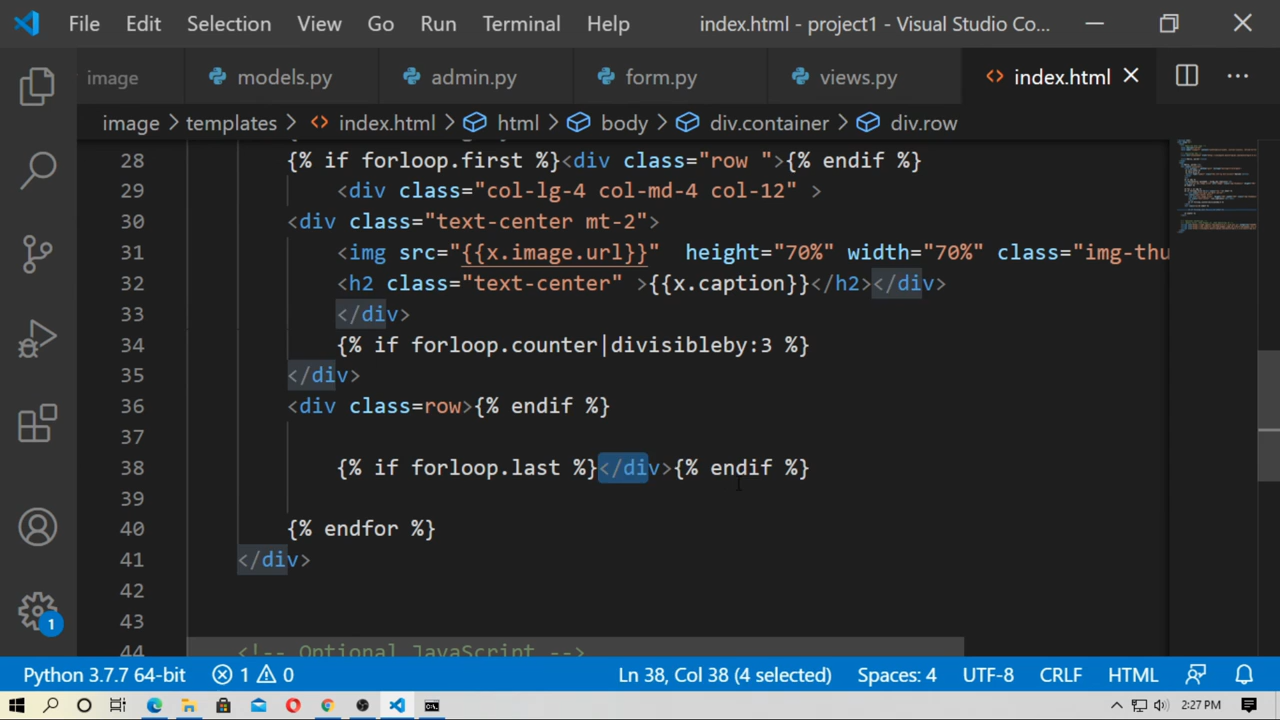 File Edit Selection View Go Run Terminal Help index.html - project1 - Visual Studio Co...
image models.py admin.py form.py views.py index.html
image templates index.html html body div.container div.row
28 {% if forloop.first %}<div class="row ">{% endif %}
29 <div class="col-lg-4 col-md-4 col-12" >
30 <div class="text-center mt-2">
31 <img src="{{x.image.url}}" height="70%" width="70%" class="img-thu
32 <h2 class="text-center" >{{x.caption}}</h2></div>
33 </div>
34 {% if forloop.counter|divisibleby:3 %}
35 </div>
36 <div class=row>{% endif %}
37
38 {% if forloop.last %}</div>{% endif %}
39
40 {% endfor %}
41 </div>
42
43
44 <!-- Optional JavaScript -->
1
Python 3.7.7 64-bit 1 0 Ln 38, Col 38 (4 selected) Spaces: 4 UTF-8 CRLF HTML
2:27 PM